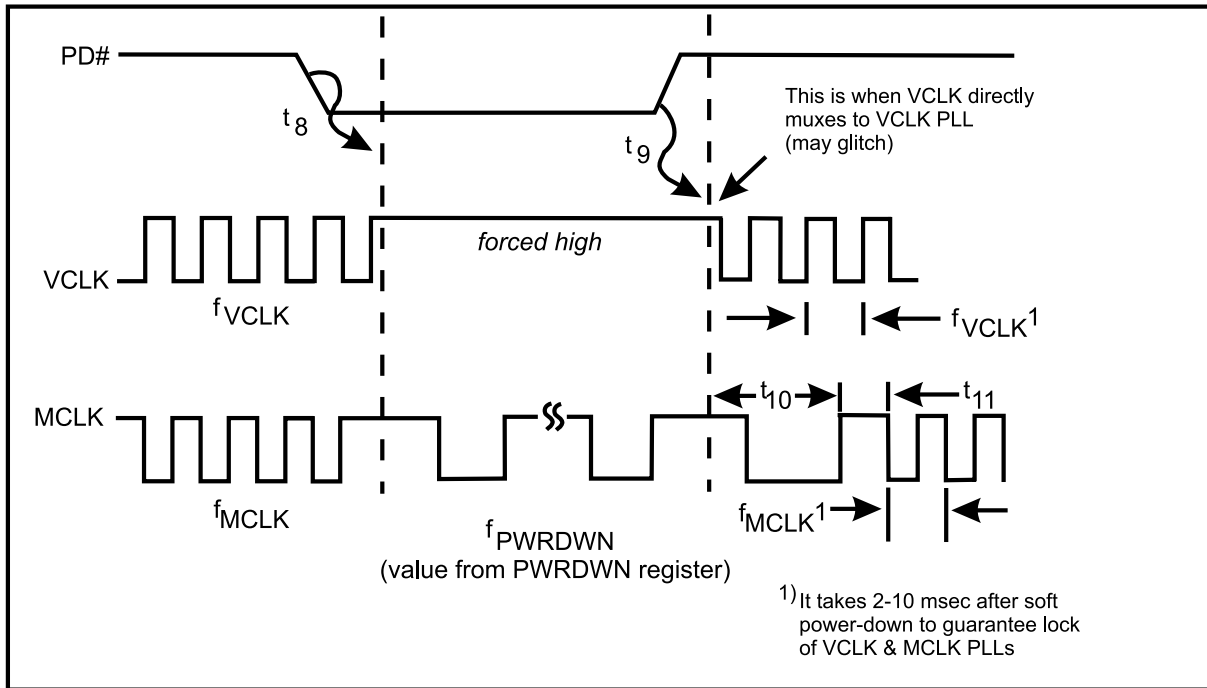 PD#
t8
t9
This is when VCLK directly
muxes to VCLK PLL
(may glitch)
forced high
VCLK
fVCLK
fVCLK1
t10
t11
MCLK
fMCLK
fMCLK1
fPWRDWN
(value from PWRDWN register)
1) It takes 2-10 msec after soft
power-down to guarantee lock
of VCLK & MCLK PLLs